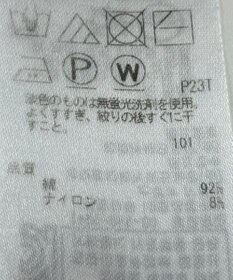 P
W
P23T
淡色のものは無蛍光洗剤を使用。
よくすすぎ、絞りの後すぐに干
すこと。
101
品質
綿 92%
ナイロン 8%